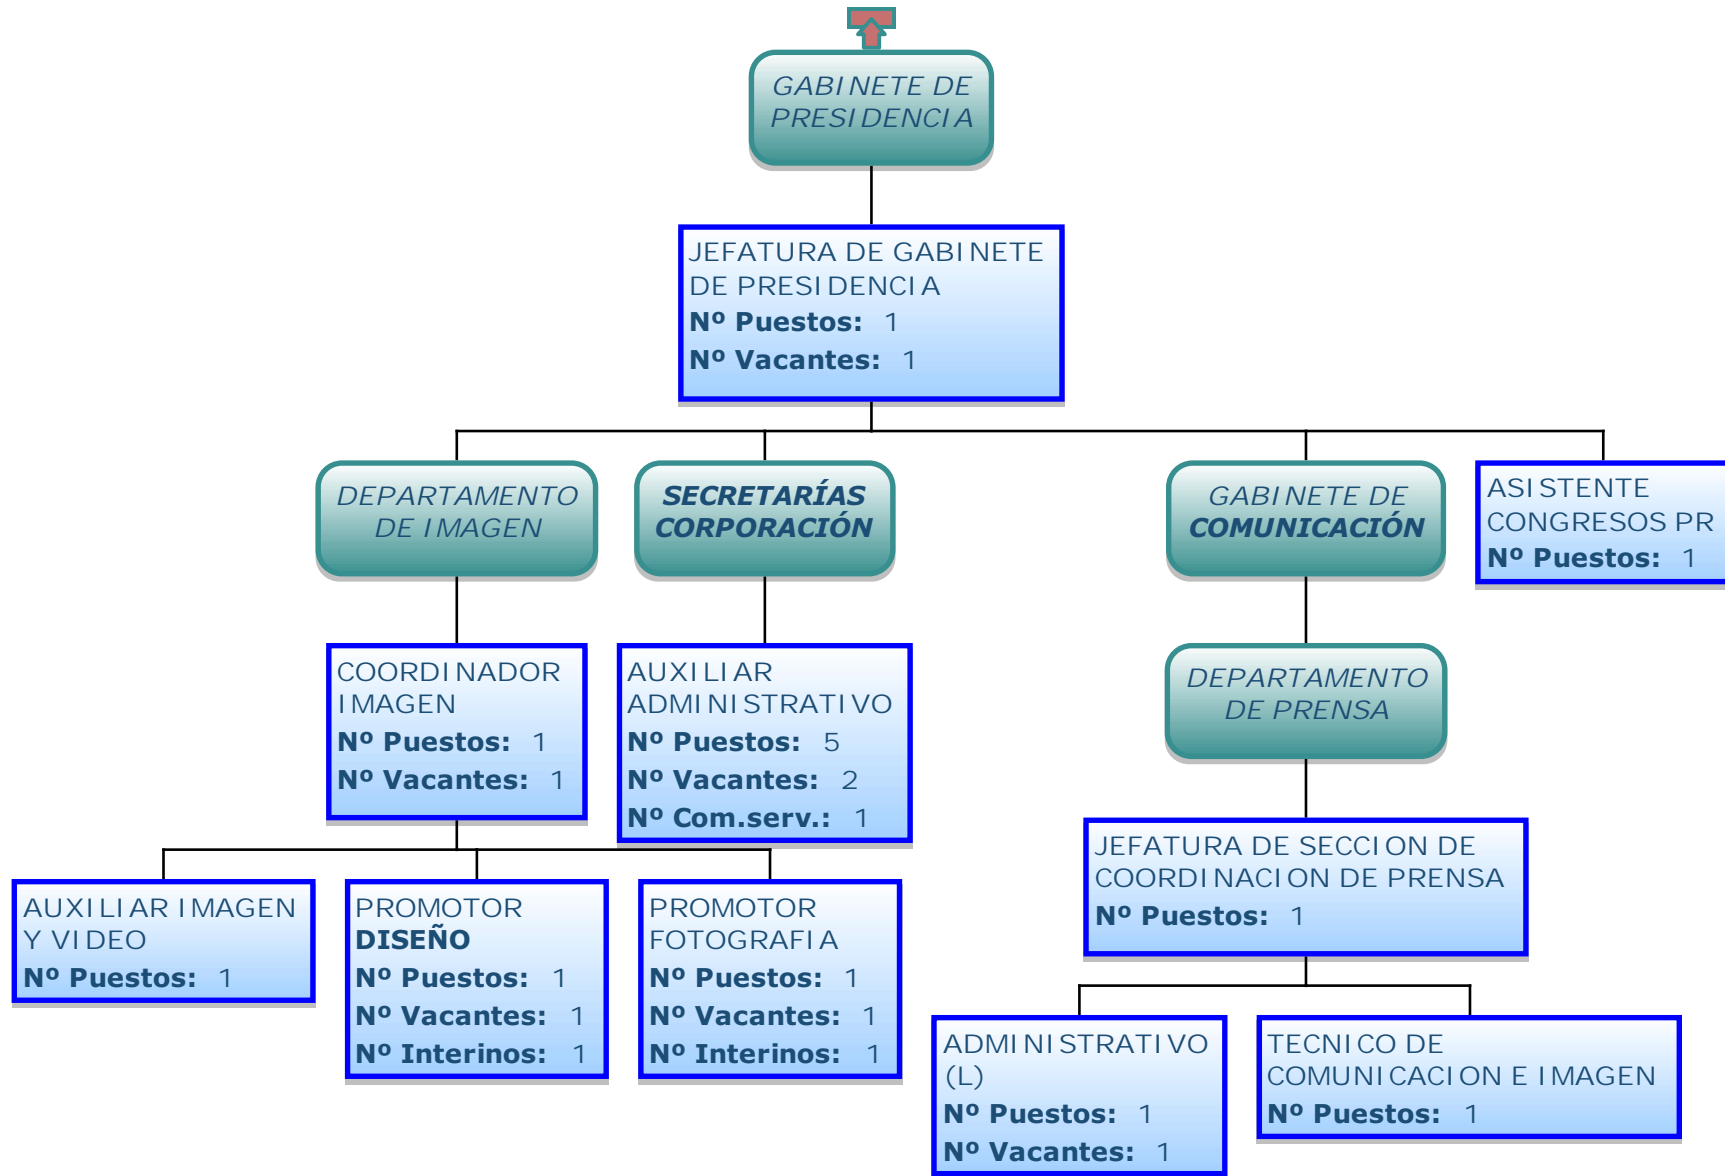 GABINETE DE
PRESIDENCIA
JEFATURA DE GABINETE
DE PRESIDENCIA
Nº Puestos: 1
Nº Vacantes: 1
DEPARTAMENTO
DE IMAGEN
SECRETARÍAS
CORPORACIÓN
GABINETE DE
COMUNICACIÓN
ASISTENTE
CONGRESOS PR
Nº Puestos: 1
COORDINADOR
IMAGEN
Nº Puestos: 1
Nº Vacantes: 1
AUXILIAR
ADMINISTRATIVO
Nº Puestos: 5
Nº Vacantes: 2
Nº Com.serv.: 1
DEPARTAMENTO
DE PRENSA
JEFATURA DE SECCION DE
COORDINACION DE PRENSA
Nº Puestos: 1
AUXILIAR IMAGEN
Y VIDEO
Nº Puestos: 1
PROMOTOR
DISEÑO
Nº Puestos: 1
Nº Vacantes: 1
Nº Interinos: 1
PROMOTOR
FOTOGRAFIA
Nº Puestos: 1
Nº Vacantes: 1
Nº Interinos: 1
ADMINISTRATIVO
(L)
Nº Puestos: 1
Nº Vacantes: 1
TECNICO DE
COMUNICACION E IMAGEN
Nº Puestos: 1